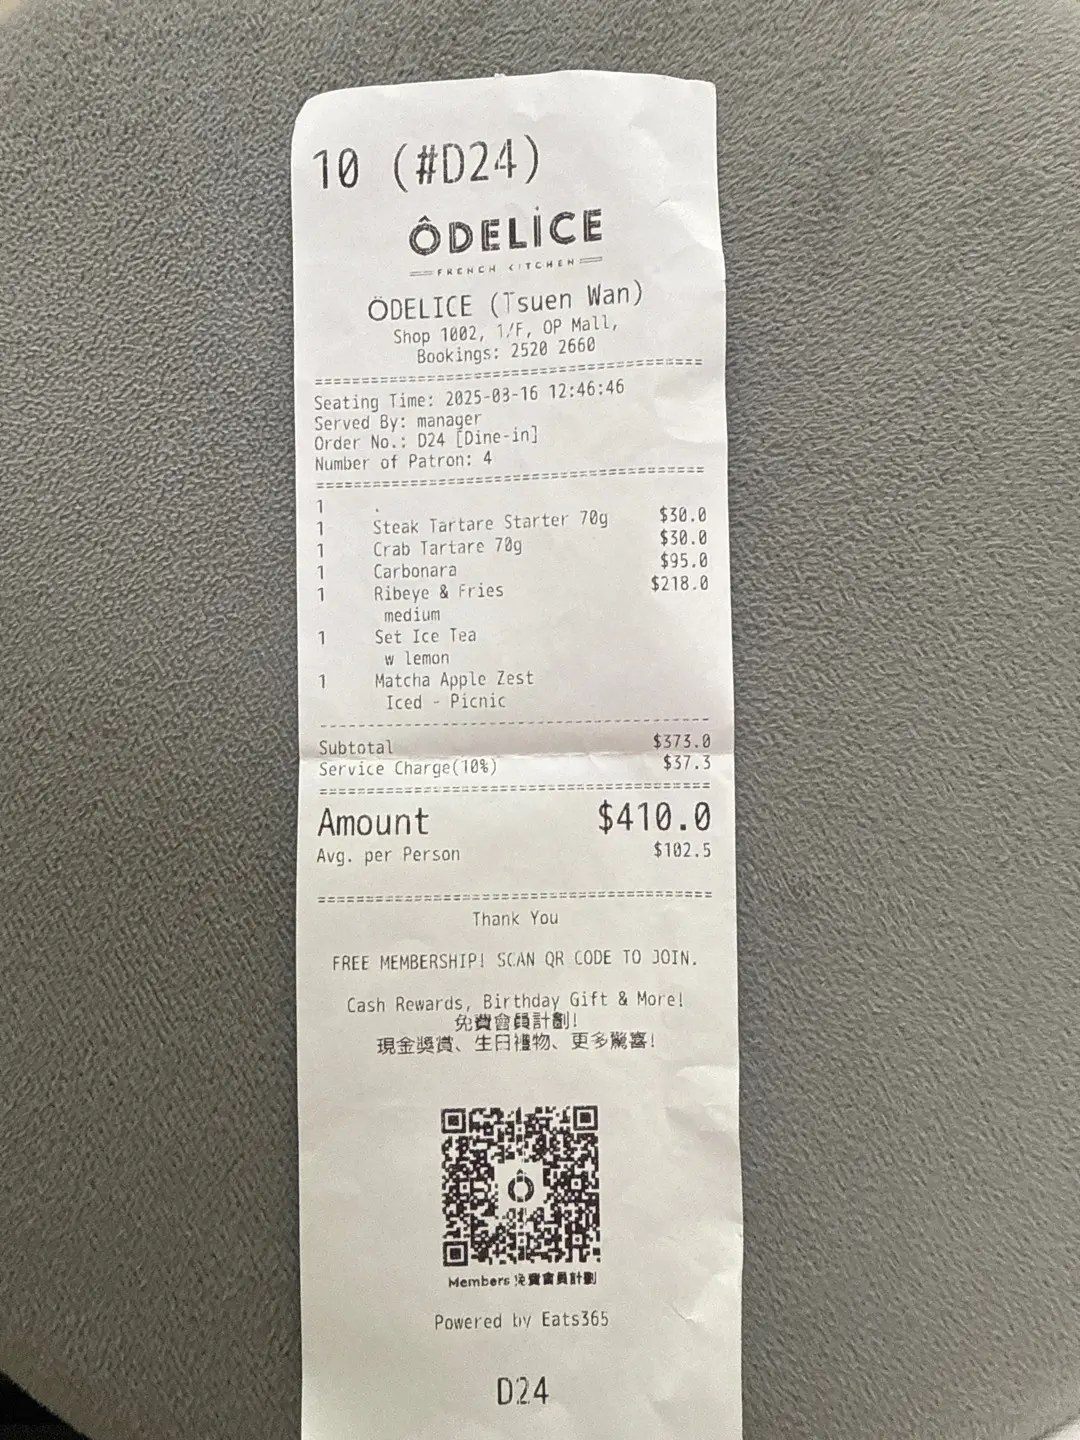 10 (#D24)
ÔDELİCE
FRENCH KITCHEN
ÖDELICE (Tsuen Wan)
Shop 1002, 1/F, OP Mall,
Bookings: 2520 2660
Seating Time: 2025-03-16 12:46:46
Served By: manager
Order No.: D24 [Dine-in]
Number of Patron: 4
1 .
1 Steak Tartare Starter 70g $30.0
1 Crab Tartare 70g $30.0
1 Carbonara $95.0
1 Ribeye & Fries $218.0
medium
1 Set Ice Tea
w lemon
1 Matcha Apple Zest
Iced - Picnic
Subtotal $373.0
Service Charge(10%) $37.3
Amount $410.0
Avg. per Person $102.5
Thank You
FREE MEMBERSHIP! SCAN QR CODE TO JOIN.
Cash Rewards, Birthday Gift & More!
免費會員計劃!
現金獎賞、生日禮物、更多驚喜!
Ô
Members 免費會員計劃
Powered by Eats365
D24